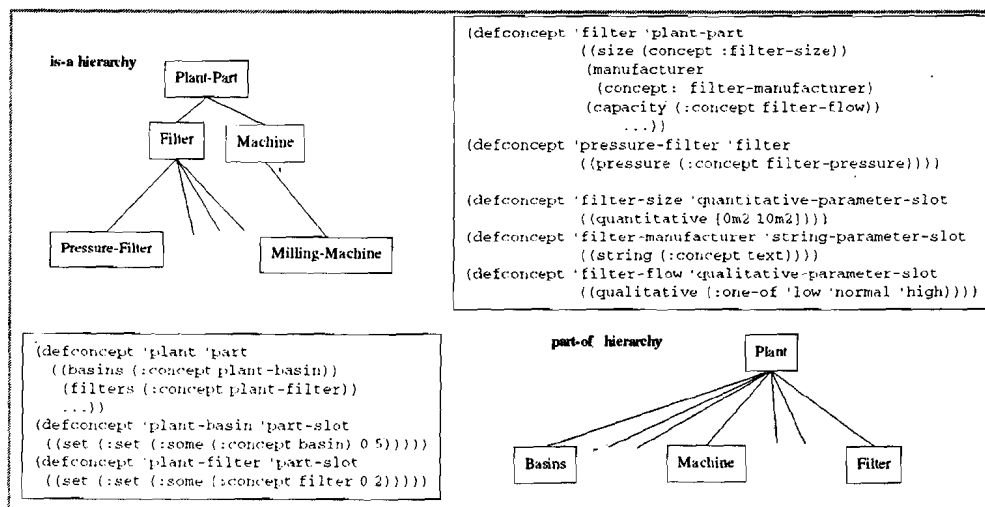 is-a hierarchy
Plant-Part
Filter
Machine
Pressure-Filter
Milling-Machine
(defconcept 'filter 'plant-part
((size (concept :filter-size))
(manufacturer
(concept: filter-manufacturer)
(capacity (:concept filter-flow))
...))
(defconcept 'pressure-filter 'filter
((pressure (:concept filter-pressure))))
(defconcept 'filter-size 'quantitative-parameter-slot
((quantitative [0m2 10m2])))
(defconcept 'filter-manufacturer 'string-parameter-slot
((string (:concept text))))
(defconcept 'filter-flow 'qualitative-parameter-slot
((qualitative (:one-of 'low 'normal 'high))))
(defconcept 'plant 'part
((basins (:concept plant-basin))
(filters (:concept plant-filter))
...))
(defconcept 'plant-basin 'part-slot
((set (:set (:some (:concept basin) 0 5)))))
(defconcept 'plant-filter 'part-slot
((set (:set (:some (:concept filter 0 2)))))
part-of hierarchy
Plant
Basins
Machine
Filter